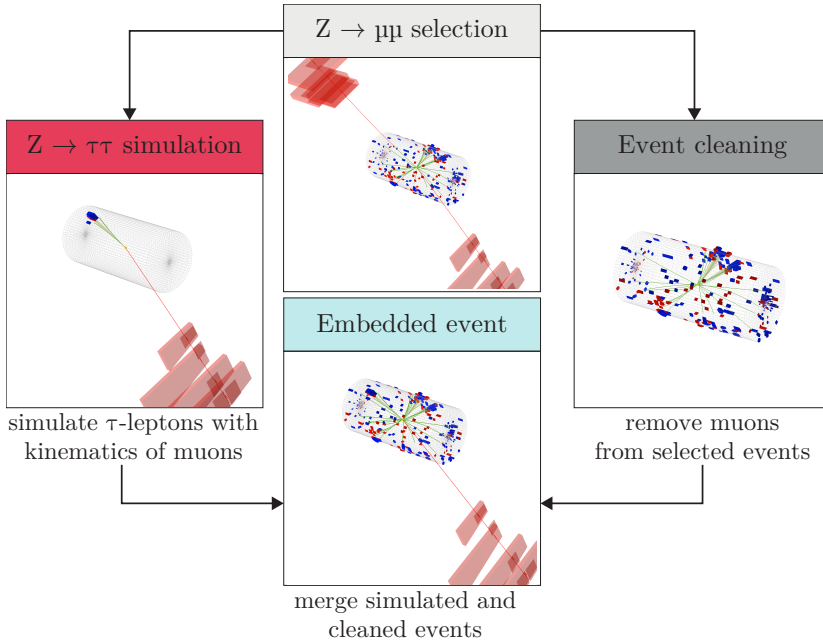 Z → µµ selection
Z → ττ simulation
Event cleaning
Embedded event
simulate τ-leptons with
kinematics of muons
remove muons
from selected events
merge simulated and
cleaned events